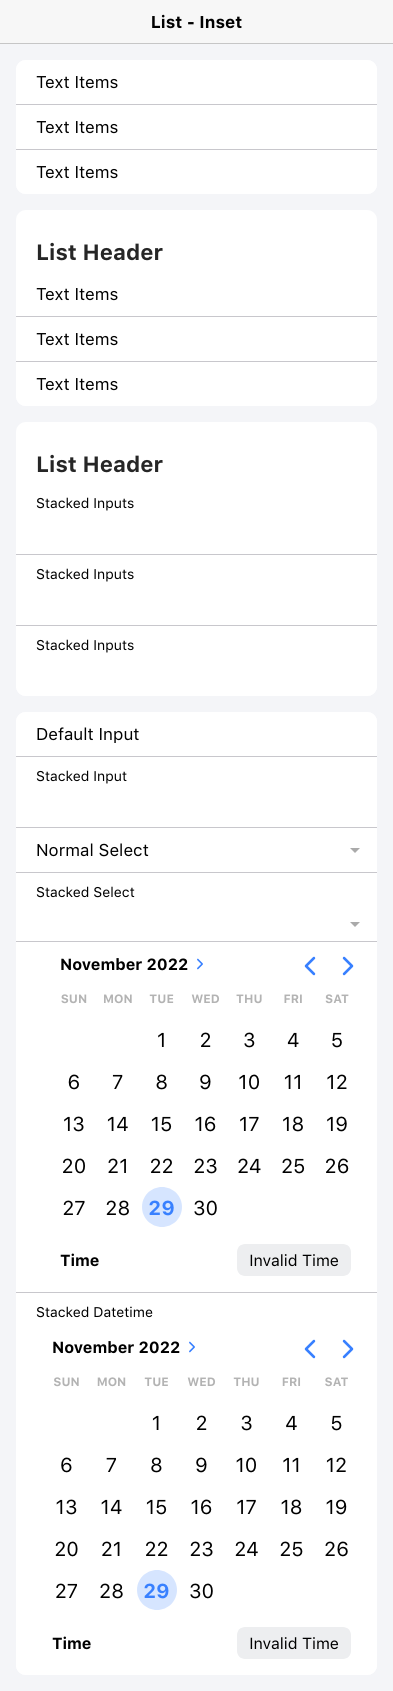 List - Inset
Text Items
Text Items
Text Items
List Header
Text Items
Text Items
Text Items
List Header
Stacked Inputs
Stacked Inputs
Stacked Inputs
Default Input
Stacked Input
Normal Select
Stacked Select
November 2022
SUN MON TUE WED THU FRI SAT
1 2 3 4 5
6 7 8 9 10 11 12
13 14 15 16 17 18 19
20 21 22 23 24 25 26
27 28 29 30
Time Invalid Time
Stacked Datetime
November 2022
SUN MON TUE WED THU FRI SAT
1 2 3 4 5
6 7 8 9 10 11 12
13 14 15 16 17 18 19
20 21 22 23 24 25 26
27 28 29 30
Time Invalid Time